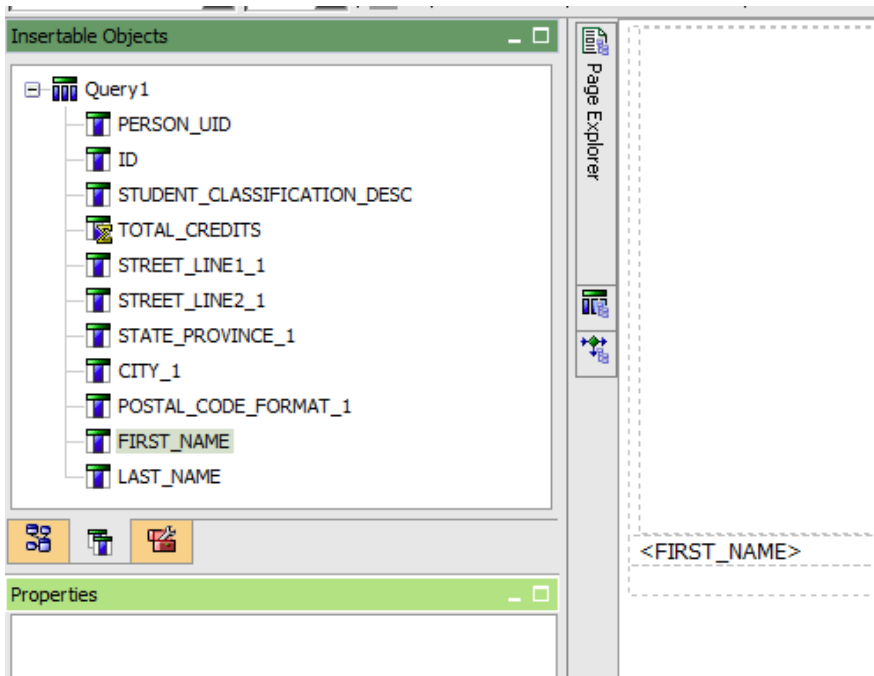 Insertable Objects
Query1
PERSON_UID
ID
STUDENT_CLASSIFICATION_DESC
TOTAL_CREDITS
STREET_LINE1_1
STREET_LINE2_1
STATE_PROVINCE_1
CITY_1
POSTAL_CODE_FORMAT_1
FIRST_NAME
LAST_NAME
Properties
Page Explorer
<FIRST_NAME>